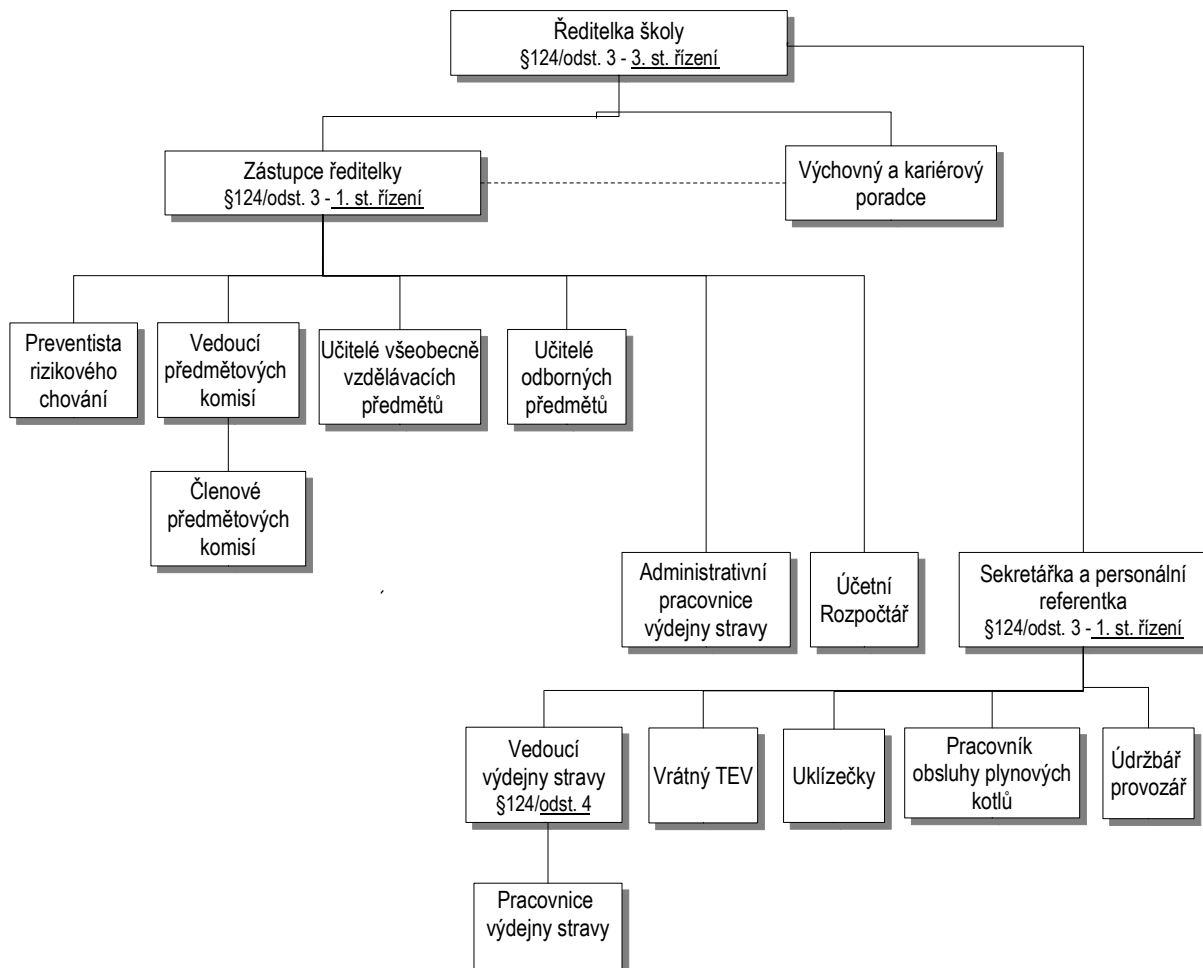 Ředitelka školy
§124/odst. 3 - 3. st. řízení
Zástupce ředitelky
§124/odst. 3 - 1. st. řízení
Výchovný a kariérový
poradce
Preventista
rizikového
chování
Vedoucí
předmětových
komisí
Učitelé všeobecně
vzdělávacích
předmětů
Učitelé
odborných
předmětů
Členové
předmětových
komisí
Administrativní
pracovnice
výdejny stravy
Účetní
Rozpočtář
Sekretářka a personální
referentka
§124/odst. 3 - 1. st. řízení
Vedoucí
výdejny stravy
§124/odst. 4
Vrátný TEV
Uklízečky
Pracovník
obsluhy plynových
kotlů
Údržbář
provozář
Pracovnice
výdejny stravy